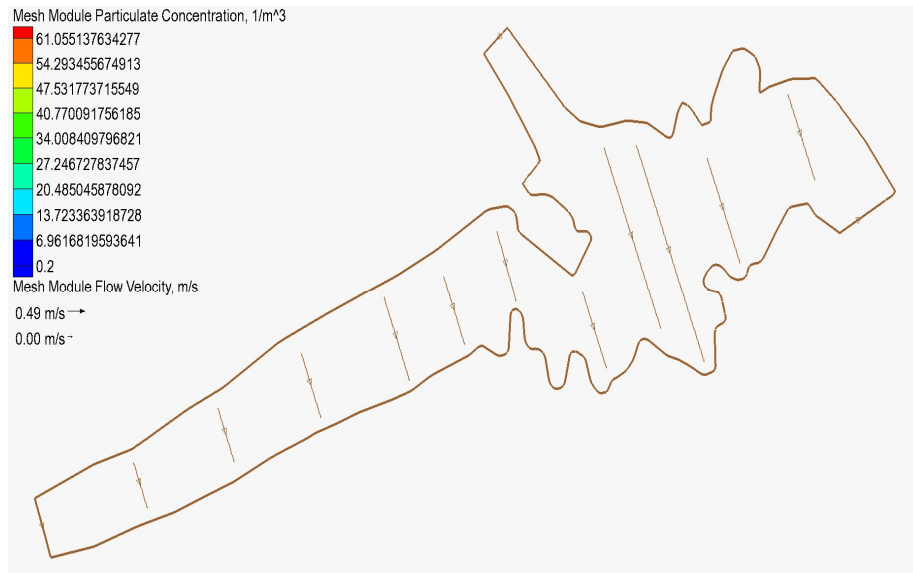 Mesh Module Particulate Concentration, 1/m^3
61.055137634277
54.293455674913
47.531773715549
40.770091756185
34.008409796821
27.246727837457
20.485045878092
13.723363918728
6.9616819593641
0.2
Mesh Module Flow Velocity, m/s
0.49 m/s
0.00 m/s